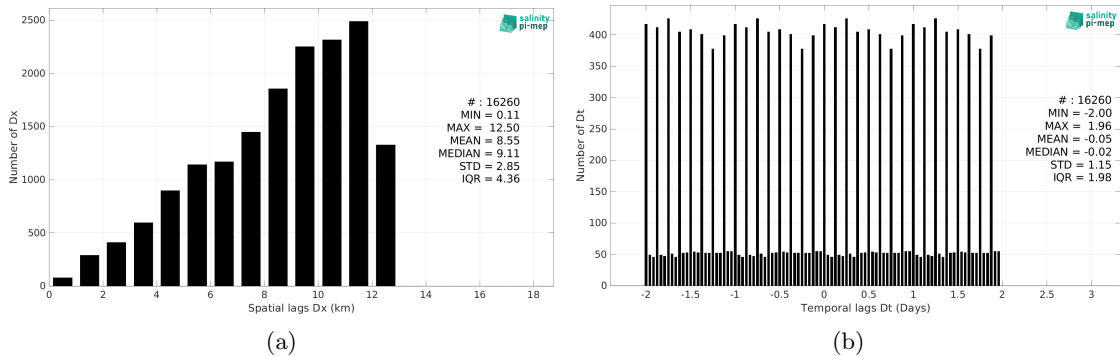 2500
2000
1500
1000
500
0
Number of Dx
0 2 4 6 8 10 12 14 16 18
Spatial lags Dx (km)
salinity
pi-mep
# : 16260
MIN = 0.11
MAX = 12.50
MEAN = 8.55
MEDIAN = 9.11
STD = 2.85
IQR = 4.36
(a)
400
350
300
250
200
150
100
50
0
Number of Dt
-2 -1.5 -1 -0.5 0 0.5 1 1.5 2 2.5 3
Temporal lags Dt (Days)
salinity
pi-mep
# : 16260
MIN = -2.00
MAX = 1.96
MEAN = -0.05
MEDIAN = -0.02
STD = 1.15
IQR = 1.98
(b)